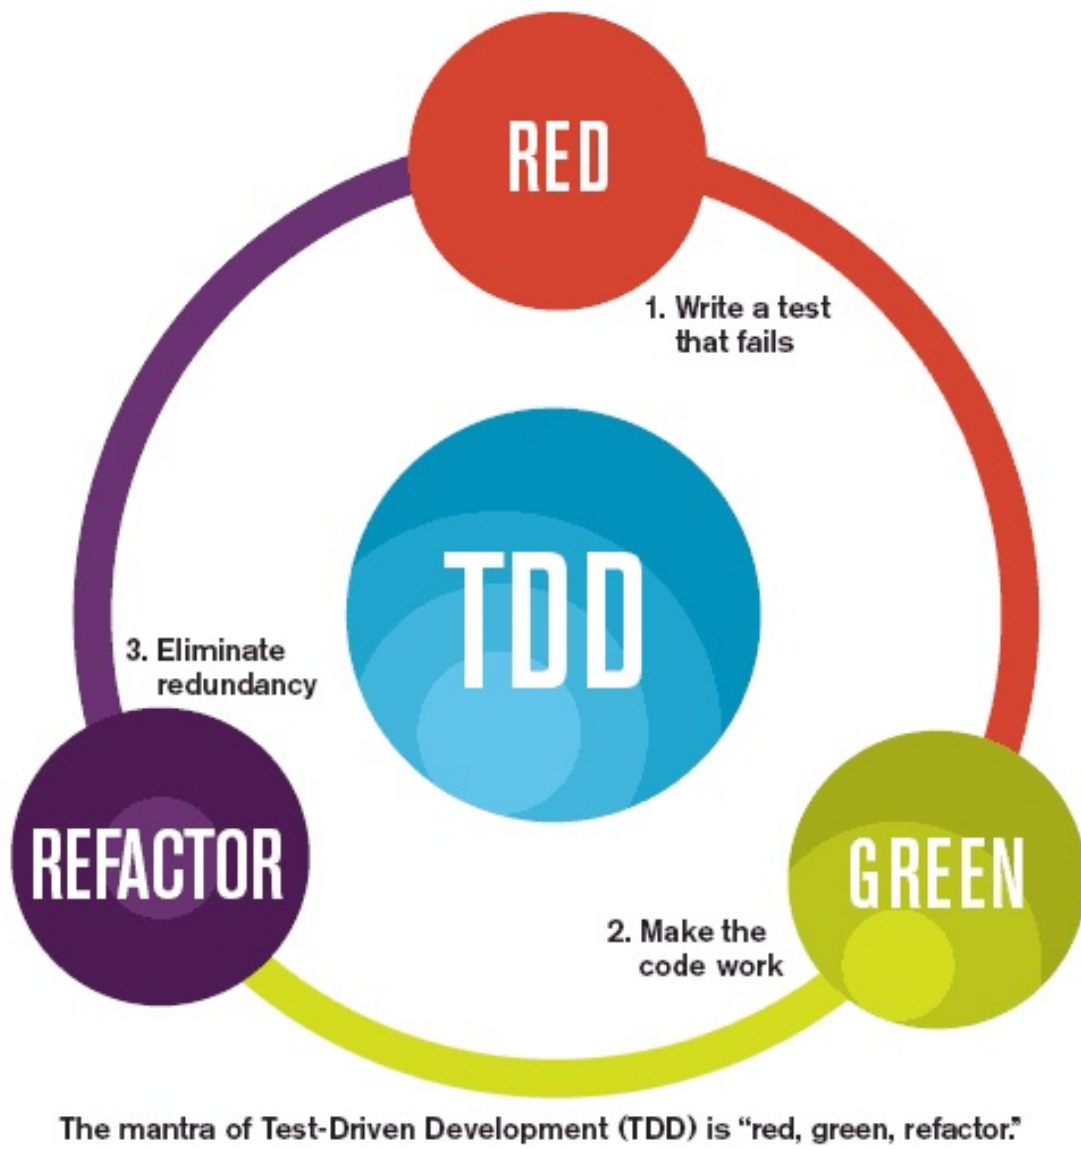 RED
1. Write a test
that fails
TDD
3. Eliminate
redundancy
REFACTOR
GREEN
2. Make the
code work
The mantra of Test-Driven Development (TDD) is “red, green, refactor.”